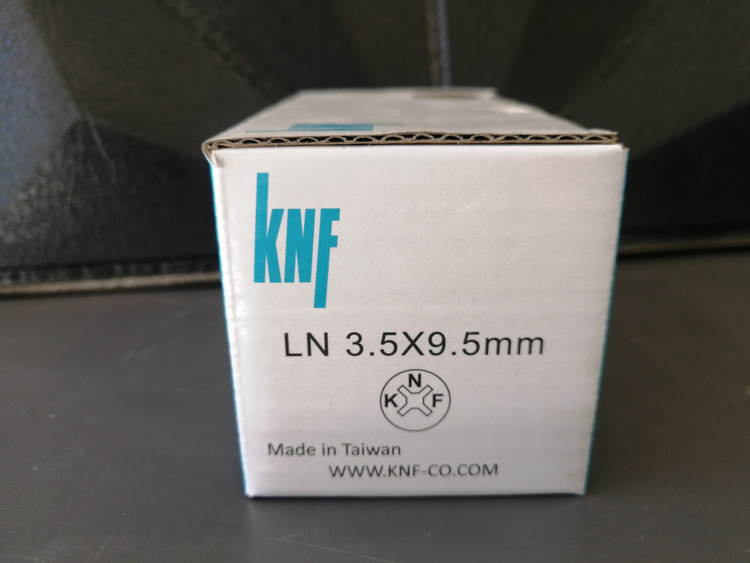 KNF
LN 3.5X9.5mm
N
K F
Made in Taiwan
WWW.KNF-CO.COM